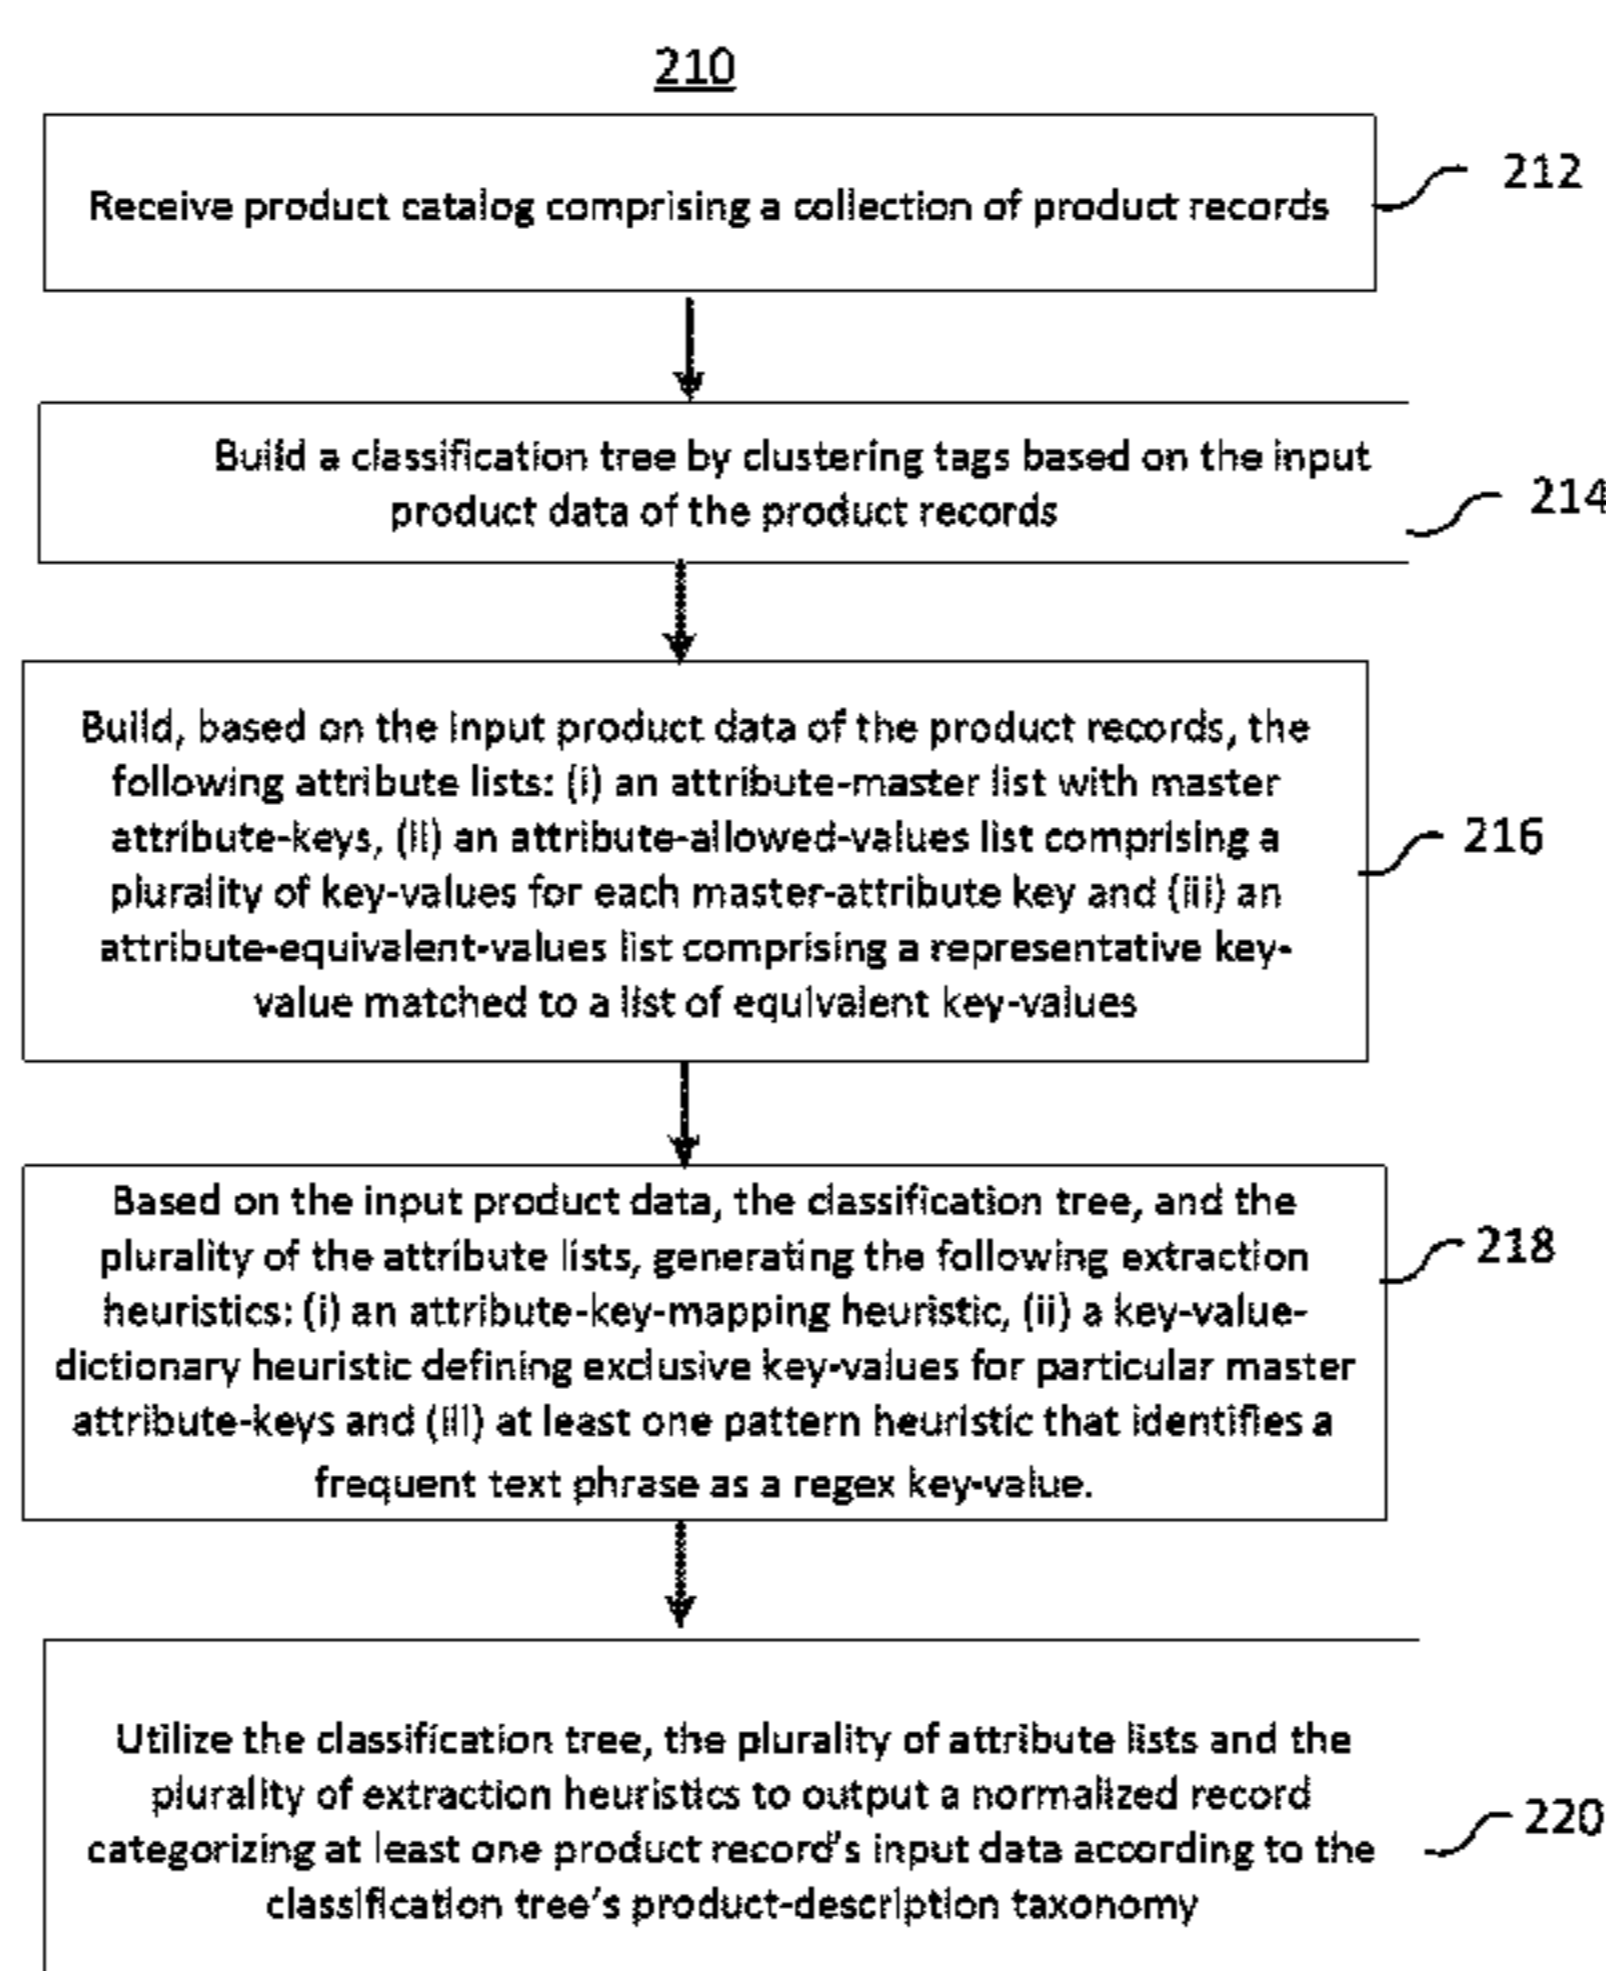 210
Receive product catalog comprising a collection of product records
212
Build a classification tree by clustering tags based on the input
product data of the product records
214
Build, based on the input product data of the product records, the
following attribute lists: (i) an attribute-master list with master
attribute-keys, (ii) an attribute-allowed-values list comprising a
plurality of key-values for each master-attribute key and (iii) an
attribute-equivalent-values list comprising a representative key-
value matched to a list of equivalent key-values
216
Based on the input product data, the classification tree, and the
plurality of the attribute lists, generating the following extraction
heuristics: (i) an attribute-key-mapping heuristic, (ii) a key-value-
dictionary heuristic defining exclusive key-values for particular master
attribute-keys and (iii) at least one pattern heuristic that identifies a
frequent text phrase as a regex key-value.
218
Utilize the classification tree, the plurality of attribute lists and the
plurality of extraction heuristics to output a normalized record
categorizing at least one product record's input data according to the
classification tree's product-description taxonomy
220